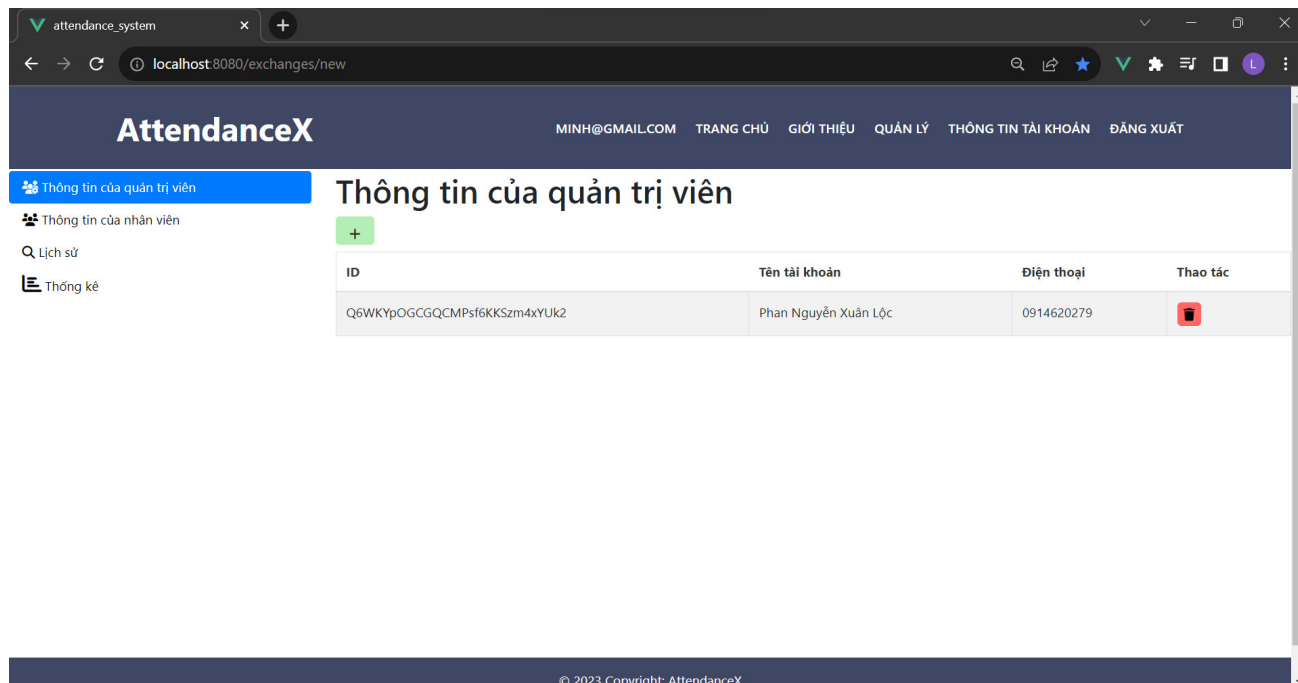 attendance_system
localhost:8080/exchanges/new
L
AttendanceX
MINH@GMAIL.COM TRANG CHỦ GIỚI THIỆU QUẢN LÝ THÔNG TIN TÀI KHOẢN ĐĂNG XUẤT
Thông tin của quản trị viên
Thông tin của nhân viên
Lịch sử
Thống kê
Thông tin của quản trị viên
+
ID Tên tài khoản Điện thoại Thao tác
Q6WKYpOGCGQCMPsf6KKSzm4xYUk2 Phan Nguyễn Xuân Lộc 0914620279
© 2023 Copyright: AttendanceX